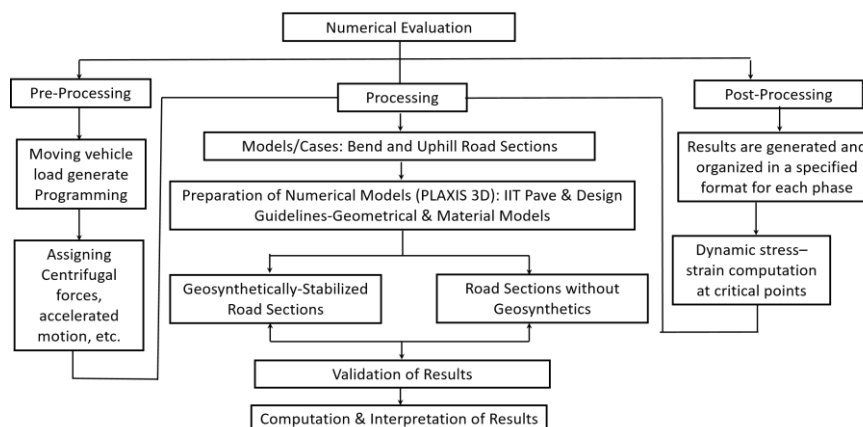 Numerical Evaluation
Pre-Processing
Processing
Post-Processing
Moving vehicle
load generate
Programming
Models/Cases: Bend and Uphill Road Sections
Results are generated and
organized in a specified
format for each phase
Preparation of Numerical Models (PLAXIS 3D): IIT Pave & Design
Guidelines-Geometrical & Material Models
Assigning
Centrifugal
forces,
accelerated
motion, etc.
Geosynthetically-Stabilized
Road Sections
Road Sections without
Geosynthetics
Dynamic stress–
strain computation
at critical points
Validation of Results
Computation & Interpretation of Results